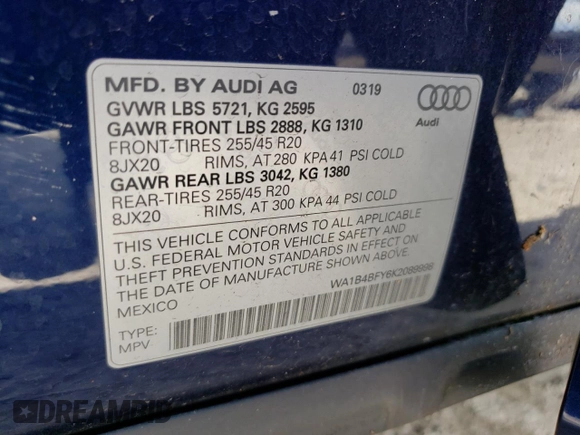 MFD. BY AUDI AG 0319
Audi
GVWR LBS 5721, KG 2595
GAWR FRONT LBS 2888, KG 1310
FRONT-TIRES 255/45 R20
8JX20 RIMS, AT 280 KPA 41 PSI COLD
GAWR REAR LBS 3042, KG 1380
REAR-TIRES 255/45 R20
8JX20 RIMS, AT 300 KPA 44 PSI COLD
THIS VEHICLE CONFORMS TO ALL APPLICABLE
U.S. FEDERAL MOTOR VEHICLE SAFETY AND
THEFT PREVENTION STANDARDS IN EFFECT ON
THE DATE OF MANUFACTURE SHOWN ABOVE.
MEXICO
TYPE:
MPV
DREAMBID